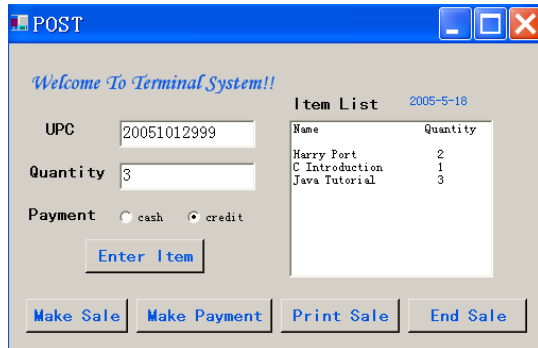 POST
Welcome To Terminal System!!
Item List 2005-5-18
UPC 20051012999
Quantity 3
Payment cash credit
Enter Item
Name Quantity
Harry Port 2
C Introduction 1
Java Tutorial 3
Make Sale Make Payment Print Sale End Sale